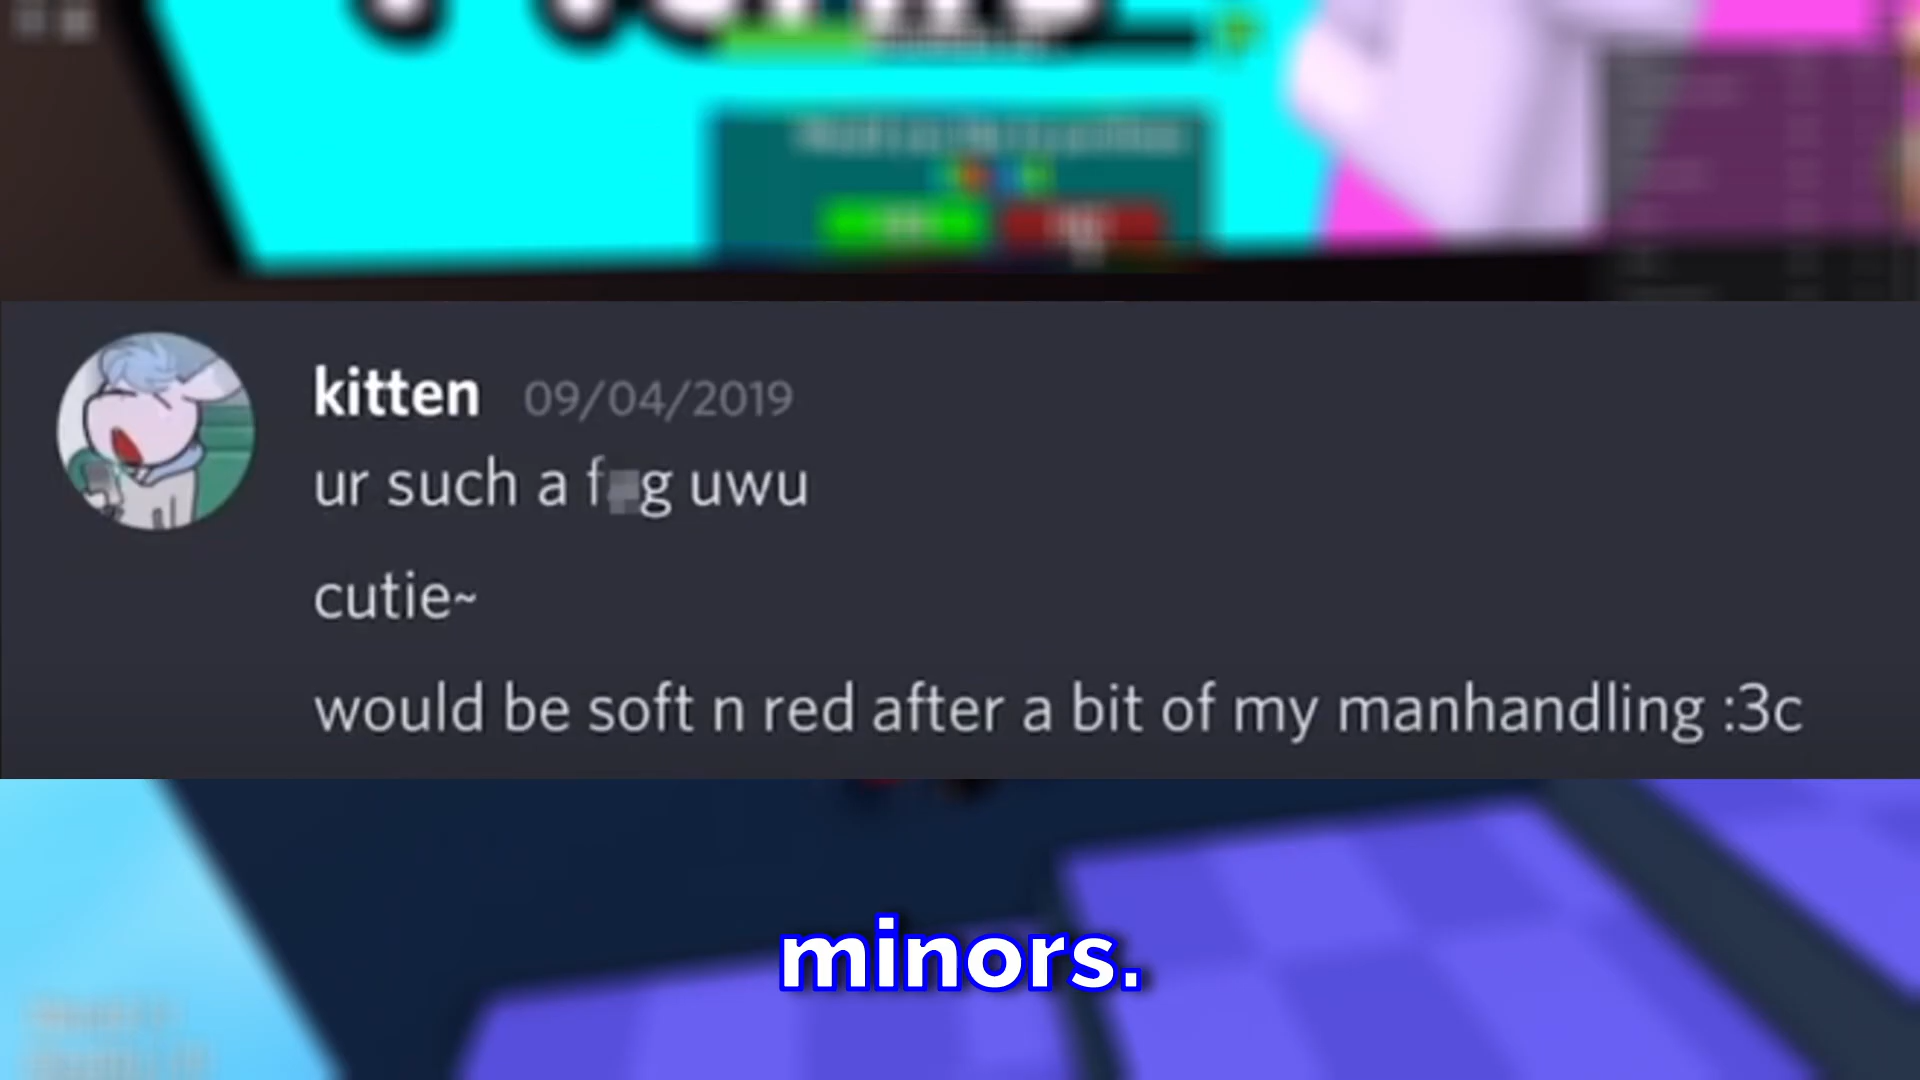 kitten 09/04/2019
ur such a f g uwu
cutie~
would be soft n red after a bit of my manhandling :3c
minors.